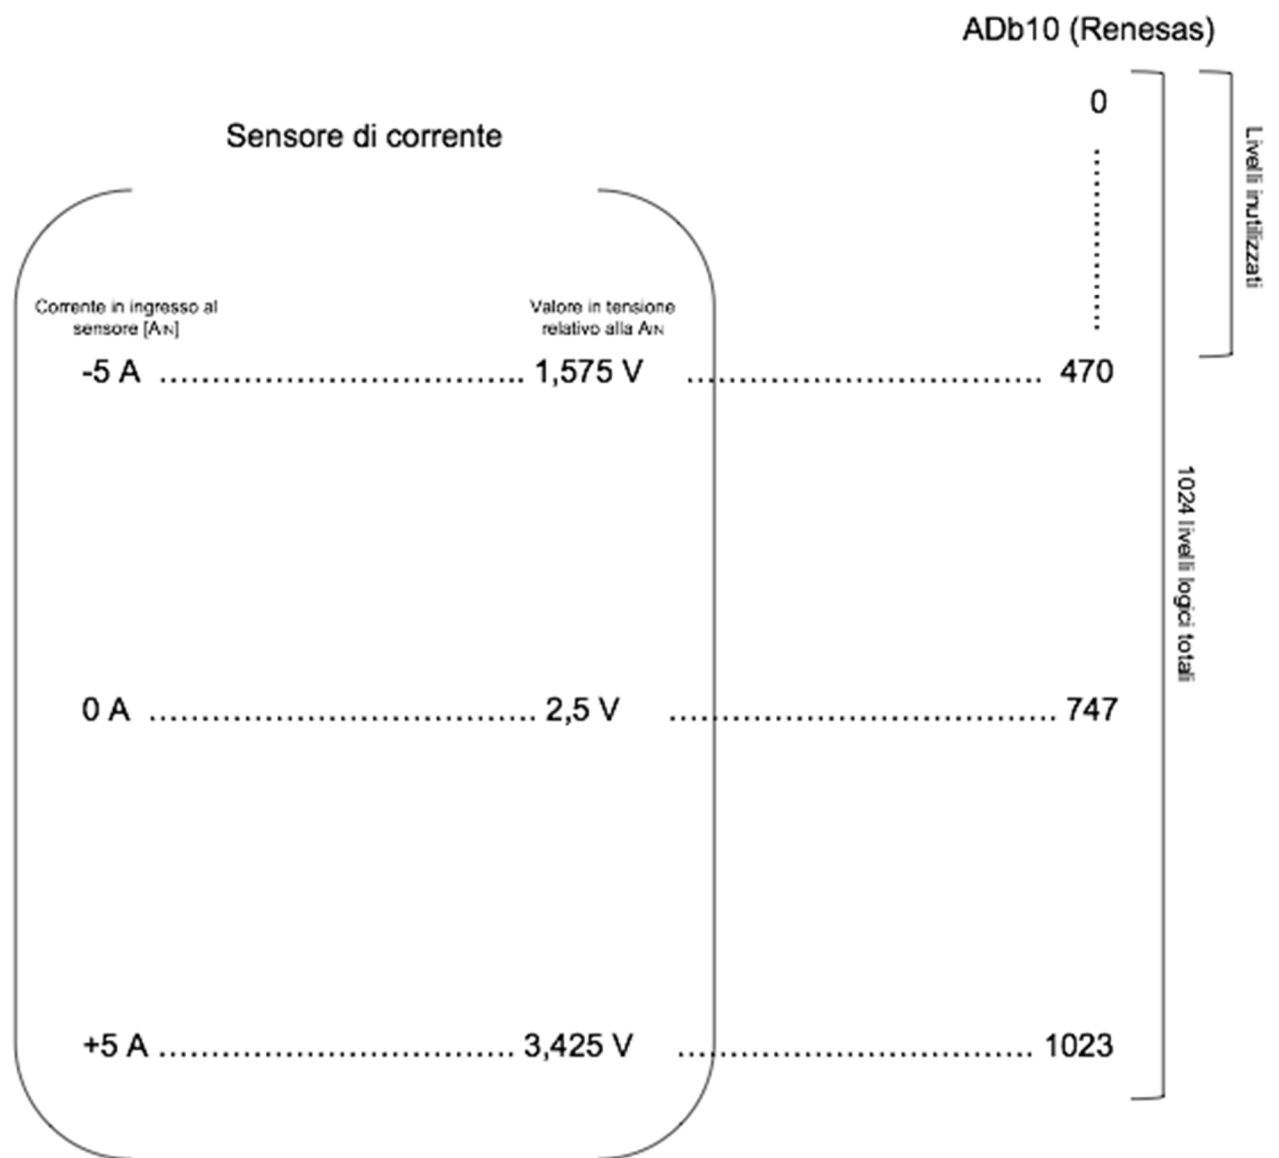 ADb10 (Renesas)
0
Sensore di corrente
Livelli inutilizzati
Corrente in ingresso al
sensore [AIN]
Valore in tensione
relativo alla AIN
-5 A ................................... 1,575 V ................................... 470
1024 livelli logici totali
0 A ..................................... 2,5 V ..................................... 747
+5 A ................................... 3,425 V ................................... 1023